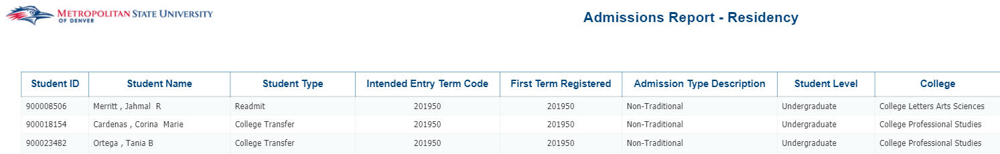 METROPOLITAN STATE UNIVERSITY
OF DENVER
Admissions Report - Residency
Student ID Student Name Student Type Intended Entry Term Code First Term Registered Admission Type Description Student Level College
900008506 Merritt , Jahmal R Readmit 201950 201950 Non-Traditional Undergraduate College Letters Arts Sciences
900018154 Cardenas , Corina Marie College Transfer 201950 201950 Non-Traditional Undergraduate College Professional Studies
900023482 Ortega , Tania B College Transfer 201950 201950 Non-Traditional Undergraduate College Professional Studies